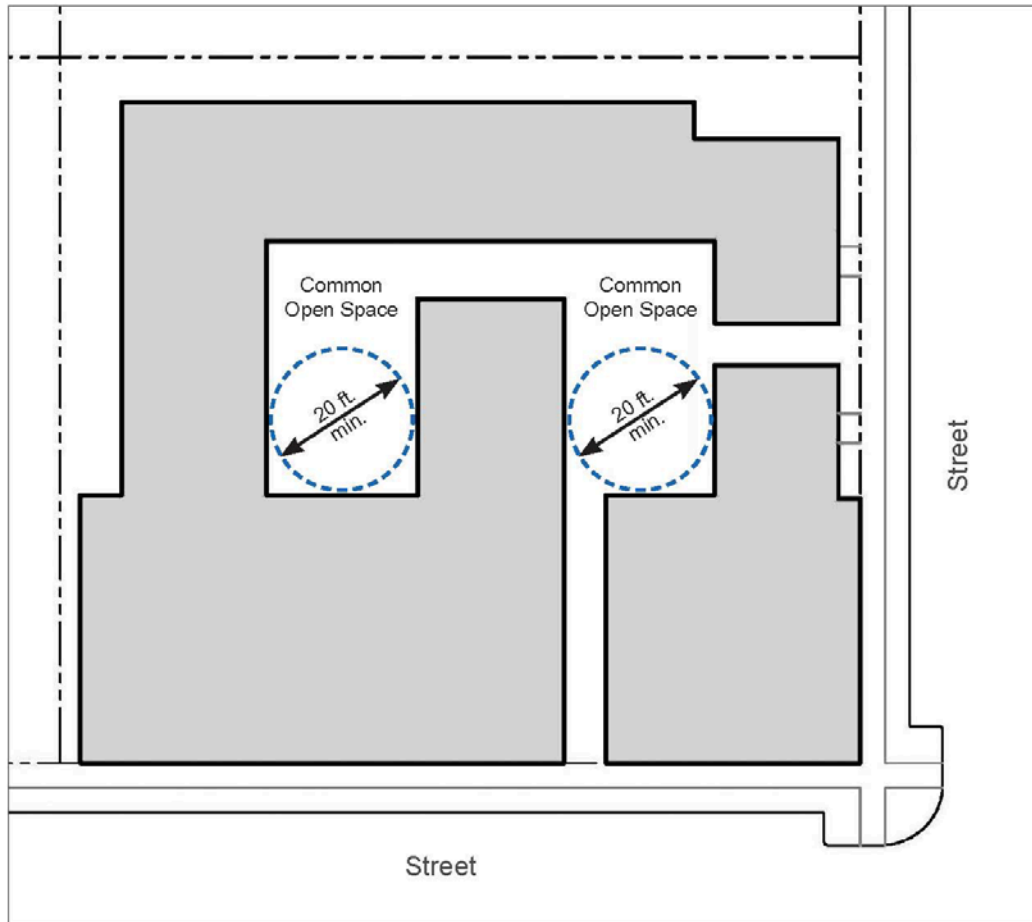 Common
Open Space
Common
Open Space
20 ft.
min.
20 ft.
min.
Street
Street